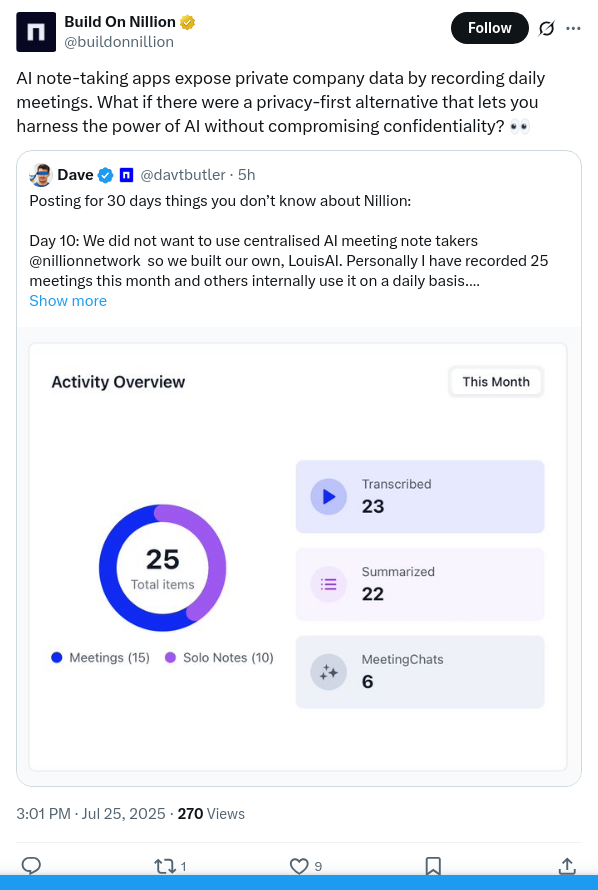 Build On Nillion
@buildonnillion
Follow
AI note-taking apps expose private company data by recording daily
meetings. What if there were a privacy-first alternative that lets you
harness the power of AI without compromising confidentiality? 👀
Dave @davtbutler · 5h
Posting for 30 days things you don’t know about Nillion:
Day 10: We did not want to use centralised AI meeting note takers
@nillionnetwork so we built our own, LouisAI. Personally I have recorded 25
meetings this month and others internally use it on a daily basis....
Show more
Activity Overview
This Month
25
Total items
Meetings (15) Solo Notes (10)
Transcribed
23
Summarized
22
MeetingChats
6
3:01 PM · Jul 25, 2025 · 270 Views
1 9